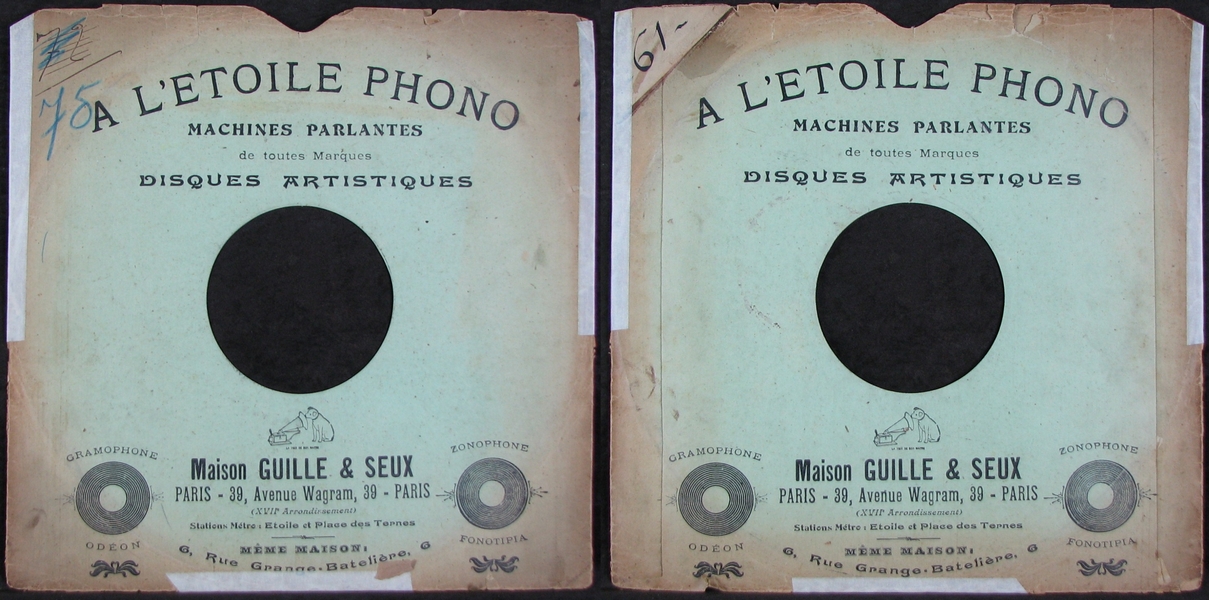 75
A L'ETOILE PHONO
MACHINES PARLANTES
de toutes Marques
DISQUES ARTISTIQUES
GRAMOPHONE
ODEON
ZONOPHONE
FONOTIPIA
Maison GUILLE & SEUX
PARIS - 39, Avenue Wagram, 39 - PARIS
(XVIIe Arrondissement)
Stations Métro : Etoile et Place des Ternes
MÊME MAISON:
6, Rue Grange-Batelière, 6
61-
A L'ETOILE PHONO
MACHINES PARLANTES
de toutes Marques
DISQUES ARTISTIQUES
GRAMOPHONE
ODEON
ZONOPHONE
FONOTIPIA
Maison GUILLE & SEUX
PARIS - 39, Avenue Wagram, 39 - PARIS
(XVIIe Arrondissement)
Stations Métro : Etoile et Place des Ternes
MÊME MAISON:
6, Rue Grange-Batelière, 6